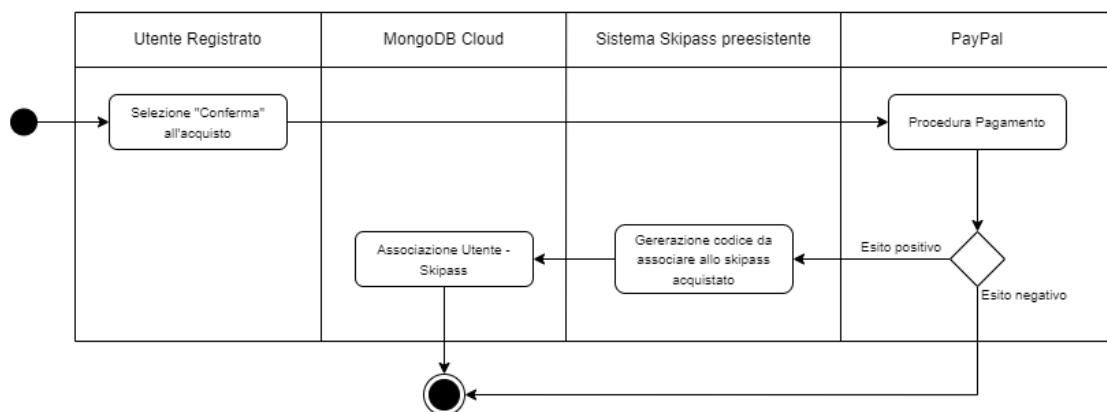 Utente Registrato
MongoDB Cloud
Sistema Skipass preesistente
PayPal
Selezione "Conferma"
all'acquisto
Procedura Pagamento
Associazione Utente -
Skipass
Gererazione codice da
associare allo skipass
acquistato
Esito positivo
Esito negativo